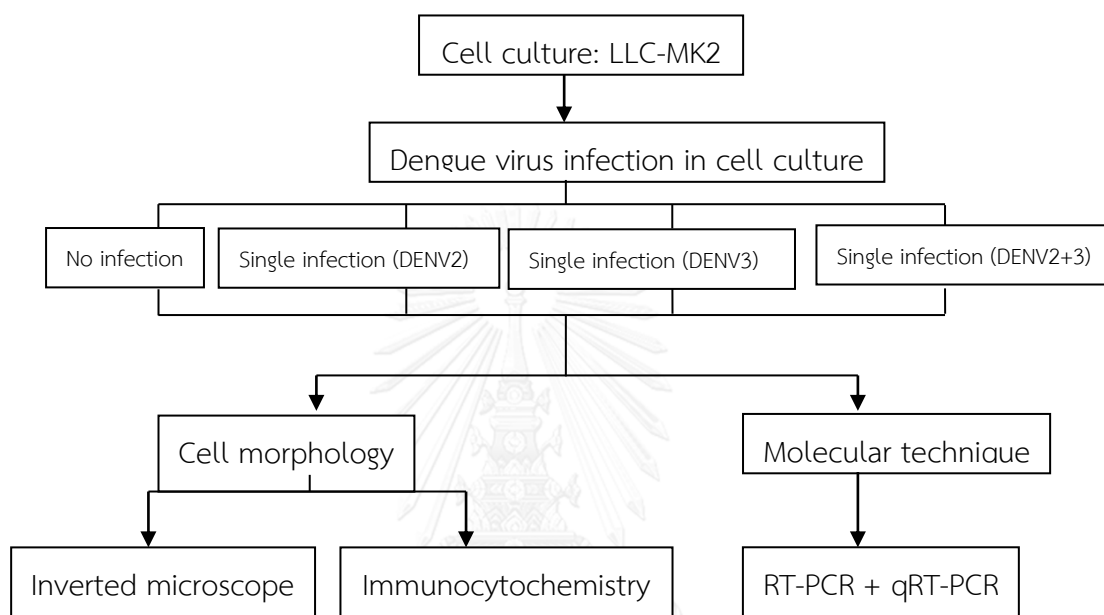 Cell culture: LLC-MK2
Dengue virus infection in cell culture
No infection
Single infection (DENV2)
Single infection (DENV3)
Single infection (DENV2+3)
Cell morphology
Molecular technique
Inverted microscope
Immunocytochemistry
RT-PCR + qRT-PCR